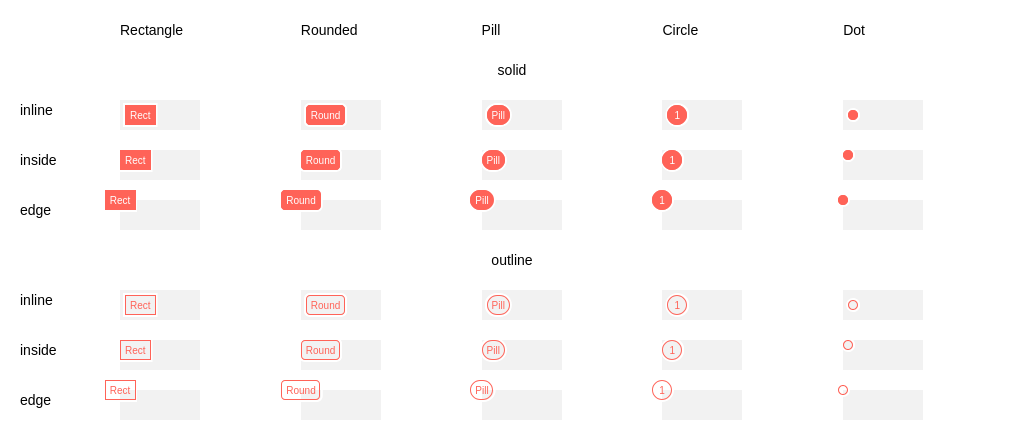 Rectangle Rounded Pill Circle Dot
solid
inline Rect Round Pill 1
inside Rect Round Pill 1
edge Rect Round Pill 1
outline
inline Rect Round Pill 1
inside Rect Round Pill 1
edge Rect Round Pill 1